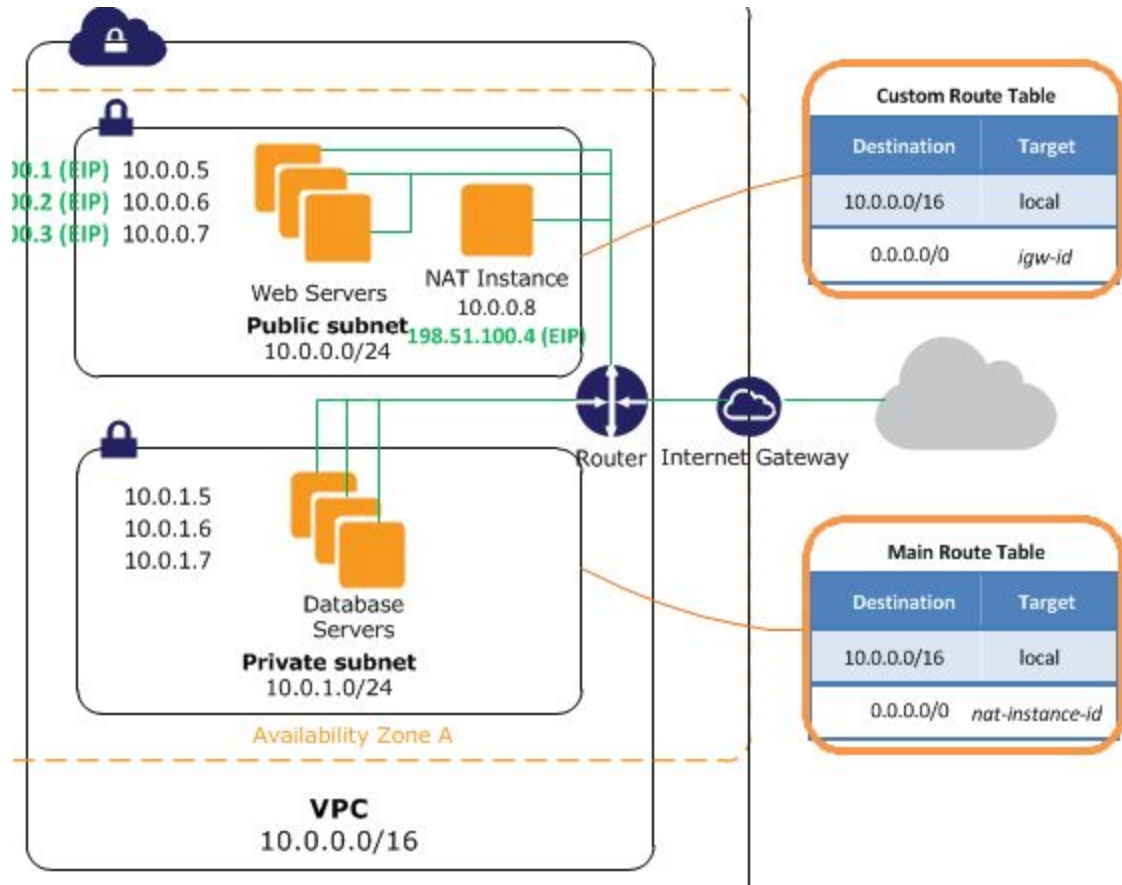 00.1 (EIP) 10.0.0.5
00.2 (EIP) 10.0.0.6
00.3 (EIP) 10.0.0.7
Web Servers
Public subnet
10.0.0.0/24
NAT Instance
10.0.0.8
198.51.100.4 (EIP)
Custom Route Table
Destination Target
10.0.0.0/16 local
0.0.0.0/0 igw-id
Router
Internet Gateway
10.0.1.5
10.0.1.6
10.0.1.7
Database
Servers
Private subnet
10.0.1.0/24
Main Route Table
Destination Target
10.0.0.0/16 local
0.0.0.0/0 nat-instance-id
Availability Zone A
VPC
10.0.0.0/16